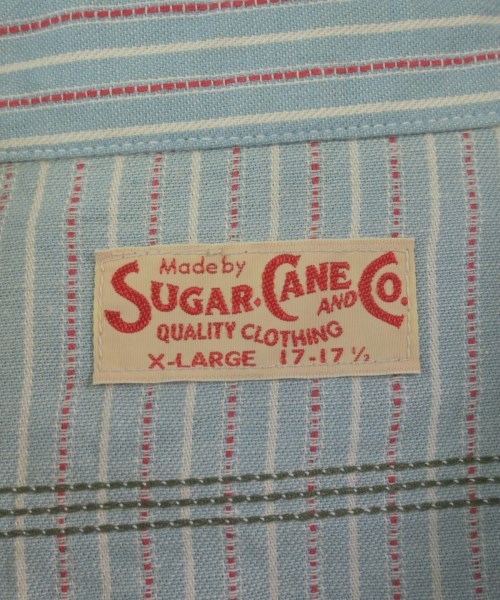 Made by
SUGAR. CANE AND CO.
QUALITY CLOTHING
X-LARGE 17-17 ½